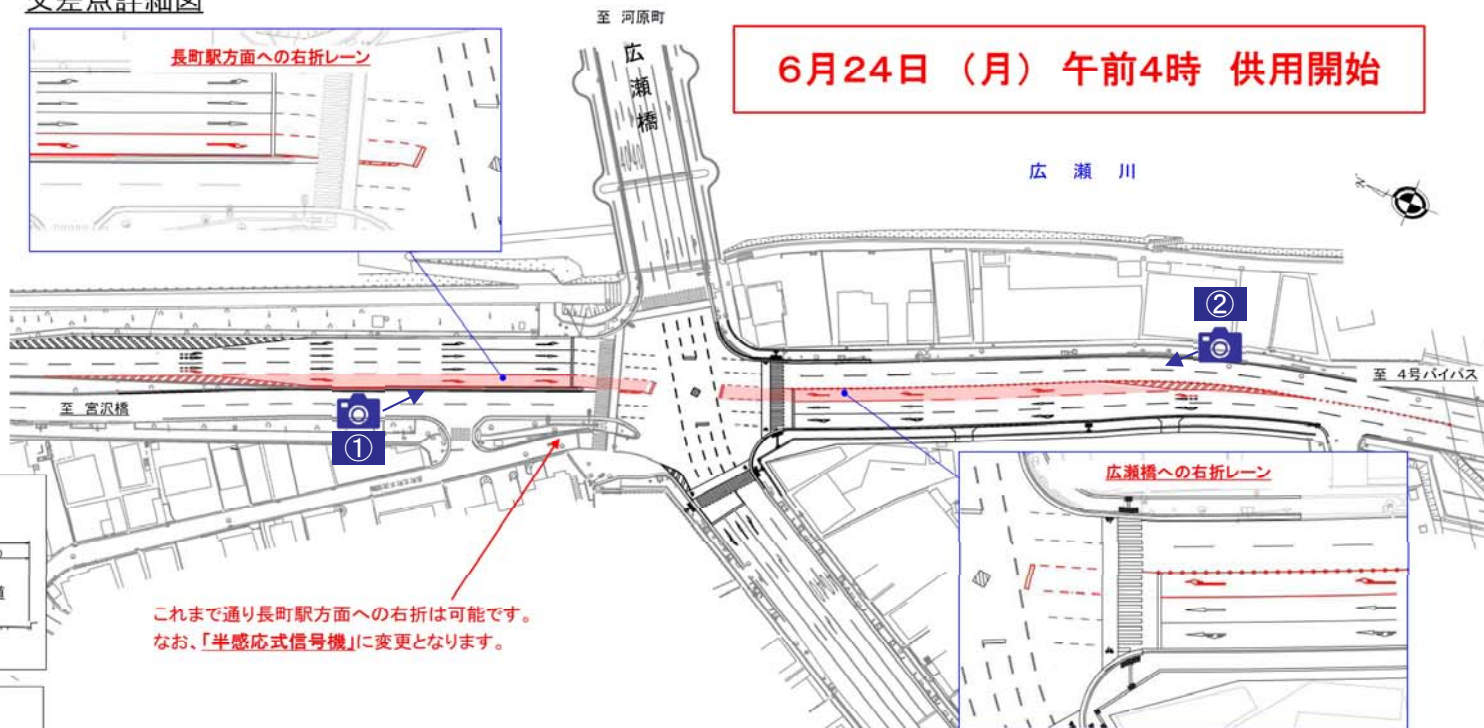 交差点詳細図
至 河原町
広瀬橋
長町駅方面への右折レーン
6月24日（月） 午前4時 供用開始
広 瀬 川
N
②
至 4号バイパス
至 宮沢橋
①
広瀬橋への右折レーン
これまで通り長町駅方面への右折は可能です。
なお、「半感応式信号機」に変更となります。
道